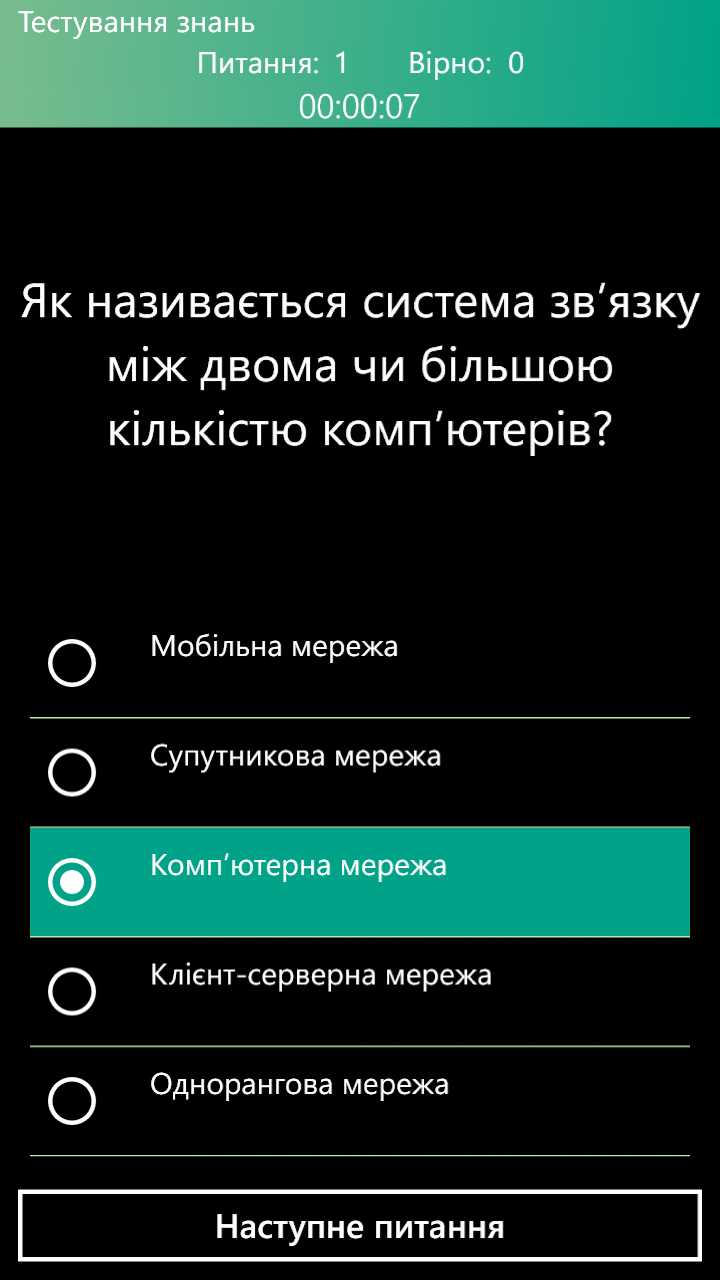 Тестування знань
Питання: 1 Вірно: 0
00:00:07
Як називається система зв’язку
між двома чи більшою
кількістю комп’ютерів?
Мобільна мережа
Супутникова мережа
Комп’ютерна мережа
Клієнт-серверна мережа
Однорангова мережа
Наступне питання